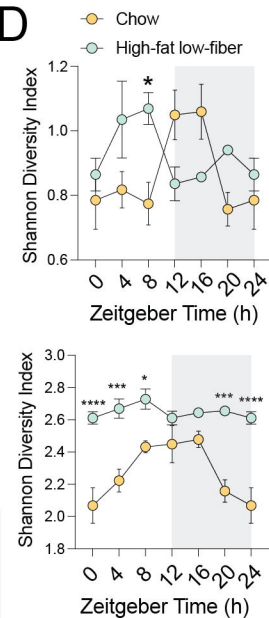 D
Chow
High-fat low-fiber
Shannon Diversity Index
1.2
1.0
0.8
0.6
*
0 4 8 12 16 20 24
Zeitgeber Time (h)
Shannon Diversity Index
3.0
2.8
2.6
2.4
2.2
2.0
1.8
**** *** * *** ****
0 4 8 12 16 20 24
Zeitgeber Time (h)